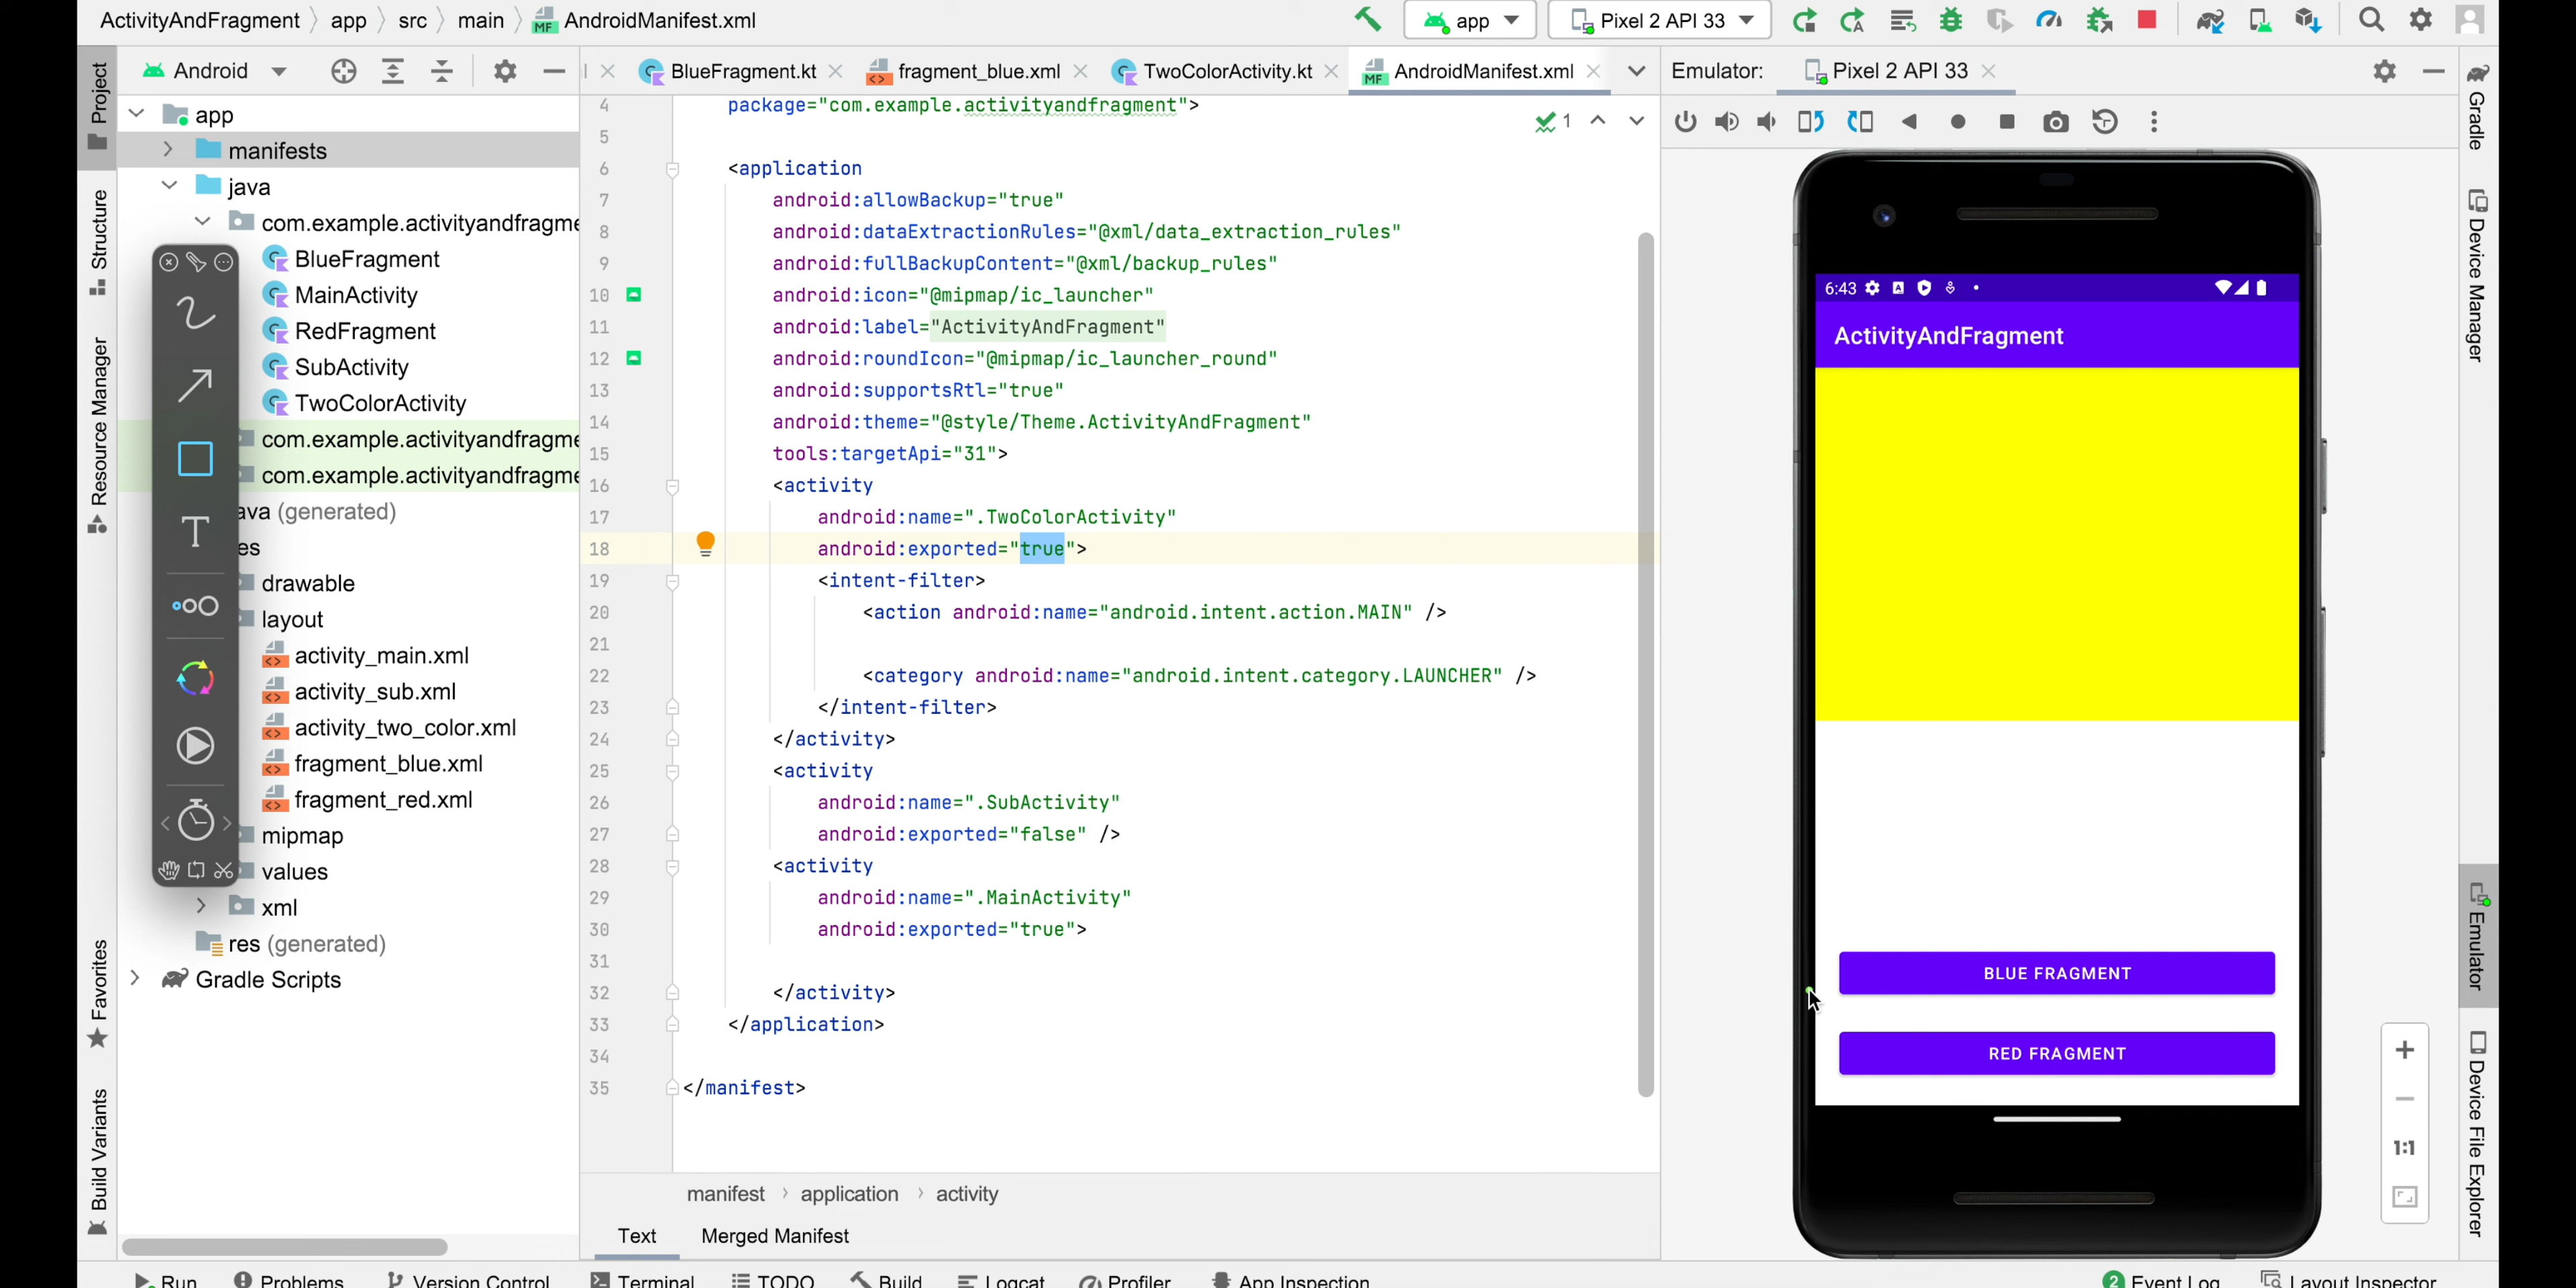 ActivityAndFragment app src main AndroidManifest.xml
app
Pixel 2 API 33
Android
BlueFragment.kt
fragment_blue.xml
TwoColorActivity.kt
AndroidManifest.xml
Emulator:
Pixel 2 API 33
Project
Structure
Resource Manager
Favorites
Build Variants
app
manifests
java
com.example.activityandfragme
BlueFragment
MainActivity
RedFragment
SubActivity
TwoColorActivity
com.example.activityandfragme
com.example.activityandfragme
ava (generated)
es
drawable
layout
activity_main.xml
activity_sub.xml
activity_two_color.xml
fragment_blue.xml
fragment_red.xml
mipmap
values
xml
res (generated)
Gradle Scripts
1
4 package="com.example.activityandfragment">
5
6 <application
7 android:allowBackup="true"
8 android:dataExtractionRules="@xml/data_extraction_rules"
9 android:fullBackupContent="@xml/backup_rules"
10 android:icon="@mipmap/ic_launcher"
11 android:label="ActivityAndFragment"
12 android:roundIcon="@mipmap/ic_launcher_round"
13 android:supportsRtl="true"
14 android:theme="@style/Theme.ActivityAndFragment"
15 tools:targetApi="31">
16 <activity
17 android:name=".TwoColorActivity"
18 android:exported="true">
19 <intent-filter>
20 <action android:name="android.intent.action.MAIN" />
21
22 <category android:name="android.intent.category.LAUNCHER" />
23 </intent-filter>
24 </activity>
25 <activity
26 android:name=".SubActivity"
27 android:exported="false" />
28 <activity
29 android:name=".MainActivity"
30 android:exported="true">
31
32 </activity>
33 </application>
34
35 </manifest>
manifest application activity
Text Merged Manifest
6:43
ActivityAndFragment
BLUE FRAGMENT
RED FRAGMENT
1:1
Gradle
Device Manager
Emulator
Device File Explorer
Run Problems Version Control Terminal TODO Build Logcat Profiler App Inspection
2 Event Log Layout Inspector